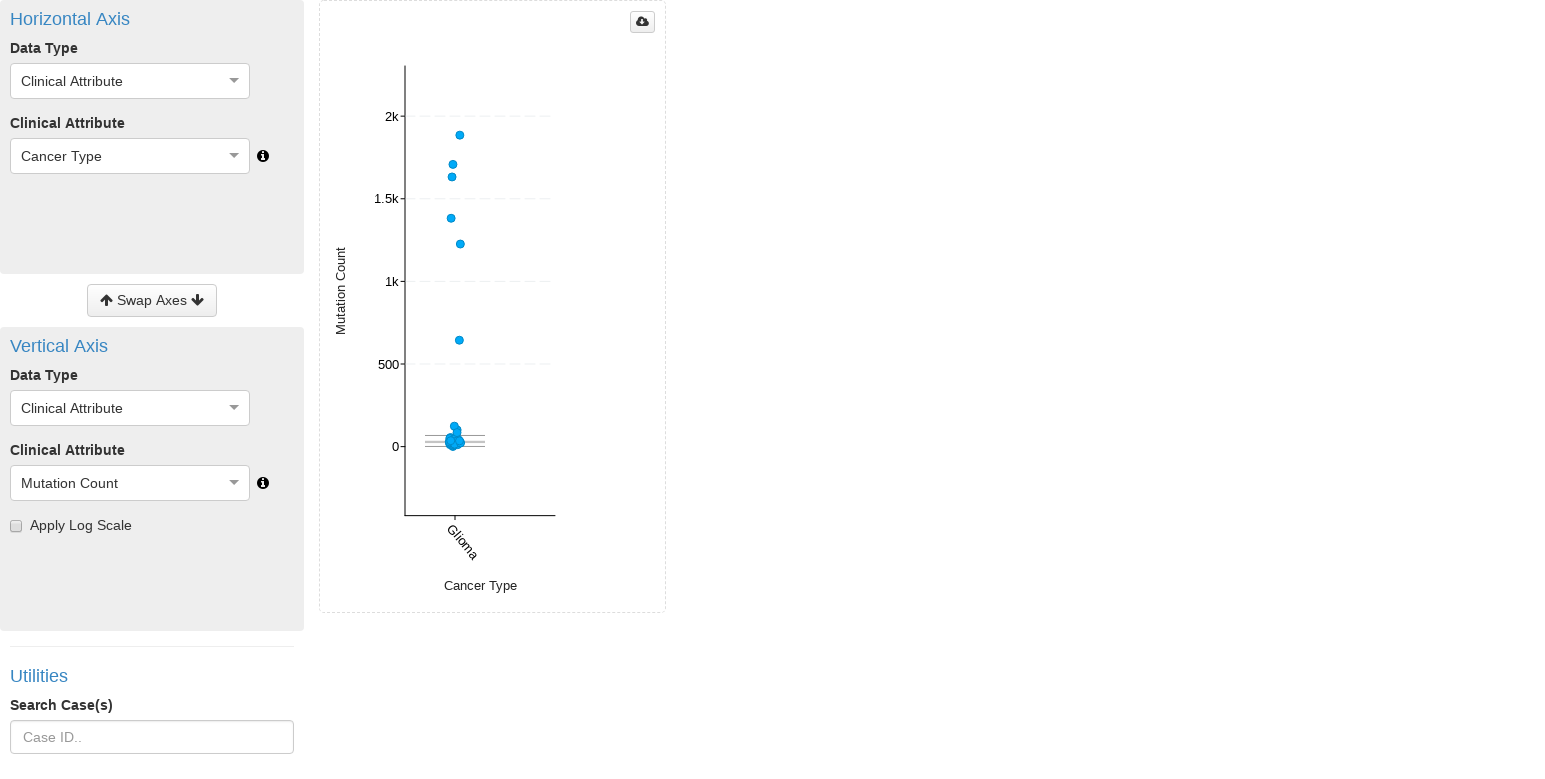 Horizontal Axis
Data Type
Clinical Attribute
Clinical Attribute
Cancer Type
Swap Axes
Vertical Axis
Data Type
Clinical Attribute
Clinical Attribute
Mutation Count
Apply Log Scale
Utilities
Search Case(s)
Case ID..
Mutation Count
2k
1.5k
1k
500
0
Glioma
Cancer Type